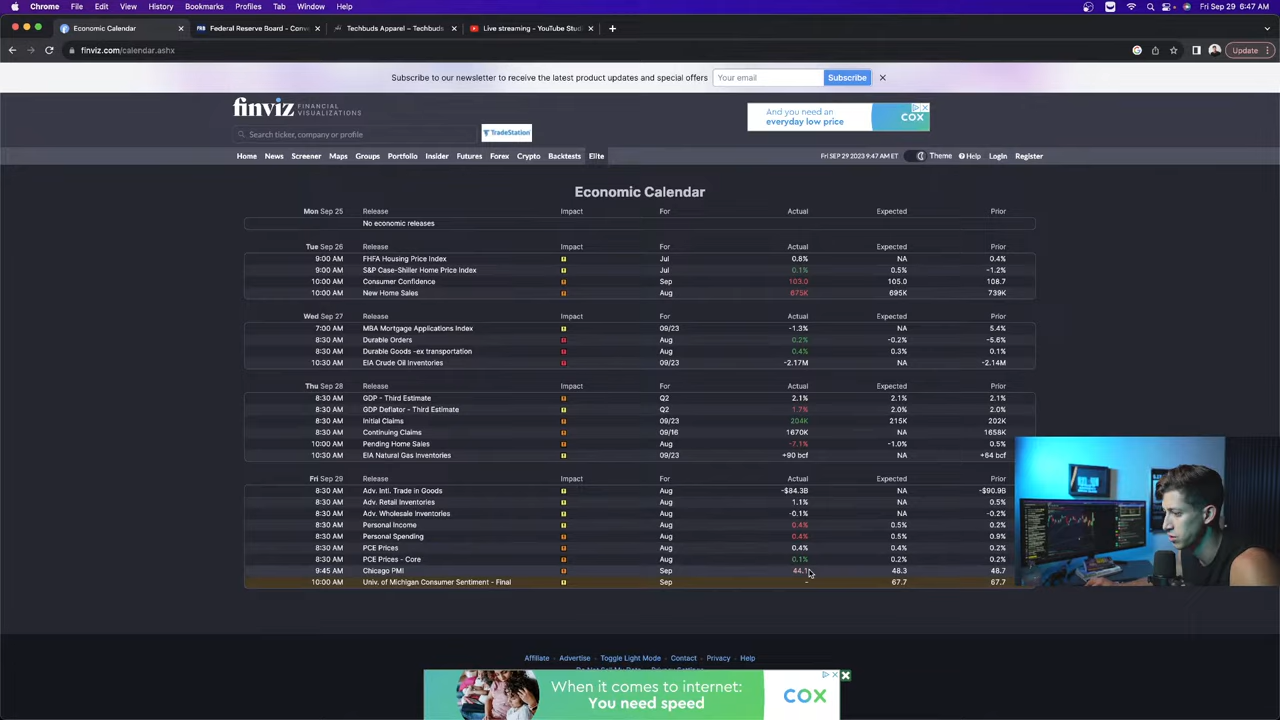 Chrome File Edit View History Bookmarks Profiles Tab Window Help Fri Sep 29 6:47 AM
Economic Calendar Federal Reserve Board - Conv Techbuds Apparel – Techbuds Live streaming - YouTube Studi
finviz.com/calendar.ashx Update
Subscribe to our newsletter to receive the latest product updates and special offers Your email Subscribe
finviz FINANCIAL VISUALIZATIONS
And you need an everyday low price COX
Search ticker, company or profile TradeStation
Home News Screener Maps Groups Portfolio Insider Futures Forex Crypto Backtests Elite Fri SEP 29 2023 9:47 AM ET Theme Help Login Register
Economic Calendar
Mon Sep 25 Release Impact For Actual Expected Prior
No economic releases
Tue Sep 26 Release Impact For Actual Expected Prior
9:00 AM FHFA Housing Price Index Jul 0.8% NA 0.4%
9:00 AM S&P Case-Shiller Home Price Index Jul 0.1% 0.5% -1.2%
10:00 AM Consumer Confidence Sep 103.0 105.0 108.7
10:00 AM New Home Sales Aug 675K 695K 739K
Wed Sep 27 Release Impact For Actual Expected Prior
7:00 AM MBA Mortgage Applications Index 09/23 -1.3% NA 5.4%
8:30 AM Durable Orders Aug 0.2% -0.2% -5.6%
8:30 AM Durable Goods -ex transportation Aug 0.4% 0.3% 0.1%
10:30 AM EIA Crude Oil Inventories 09/23 -2.17M NA -2.14M
Thu Sep 28 Release Impact For Actual Expected Prior
8:30 AM GDP - Third Estimate Q2 2.1% 2.1% 2.1%
8:30 AM GDP Deflator - Third Estimate Q2 1.7% 2.0% 2.0%
8:30 AM Initial Claims 09/23 204K 215K 202K
8:30 AM Continuing Claims 09/16 1670K NA 1658K
10:00 AM Pending Home Sales Aug -7.1% -1.0% 0.5%
10:30 AM EIA Natural Gas Inventories 09/23 +90 bcf NA +64 bcf
Fri Sep 29 Release Impact For Actual Expected Prior
8:30 AM Adv. Intl. Trade in Goods Aug -$84.3B NA -$90.9B
8:30 AM Adv. Retail Inventories Aug 1.1% NA 0.5%
8:30 AM Adv. Wholesale Inventories Aug -0.1% NA -0.2%
8:30 AM Personal Income Aug 0.4% 0.5% 0.2%
8:30 AM Personal Spending Aug 0.4% 0.5% 0.9%
8:30 AM PCE Prices Aug 0.4% 0.4% 0.2%
8:30 AM PCE Prices - Core Aug 0.1% 0.2% 0.2%
9:45 AM Chicago PMI Sep 44.1 48.3 48.7
10:00 AM Univ. of Michigan Consumer Sentiment - Final Sep - 67.7 67.7
Affiliate Advertise Toggle Light Mode Contact Privacy Help
When it comes to internet:
You need speed COX